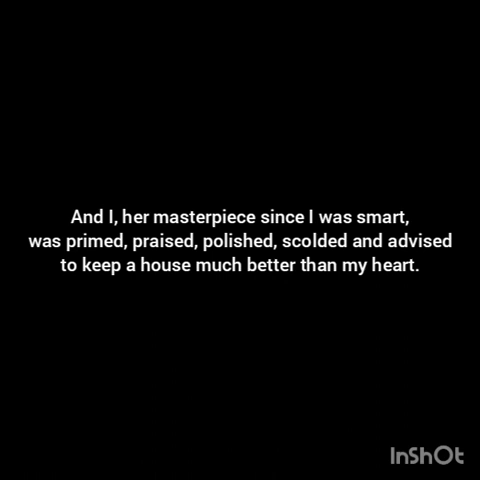 And I, her masterpiece since I was smart,
was primed, praised, polished, scolded and advised
to keep a house much better than my heart.
InShOt